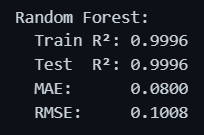 Random Forest:
Train R²: 0.9996
Test R²: 0.9996
MAE: 0.0800
RMSE: 0.1008